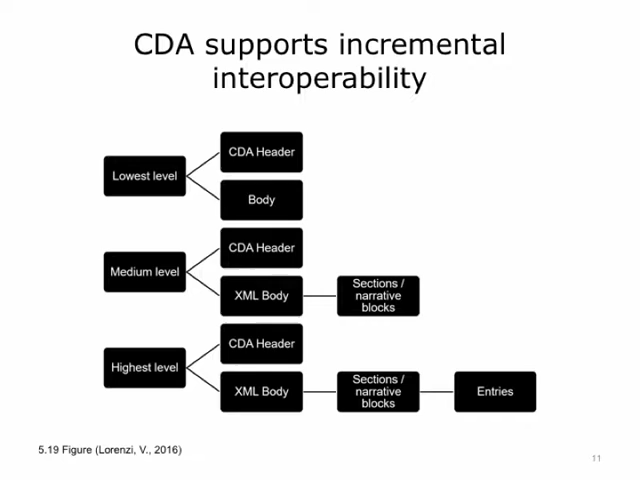 CDA supports incremental
interoperability
Lowest level
CDA Header
Body
Medium level
CDA Header
XML Body
Sections /
narrative
blocks
Highest level
CDA Header
XML Body
Sections /
narrative
blocks
Entries
5.19 Figure (Lorenzi, V., 2016)
11